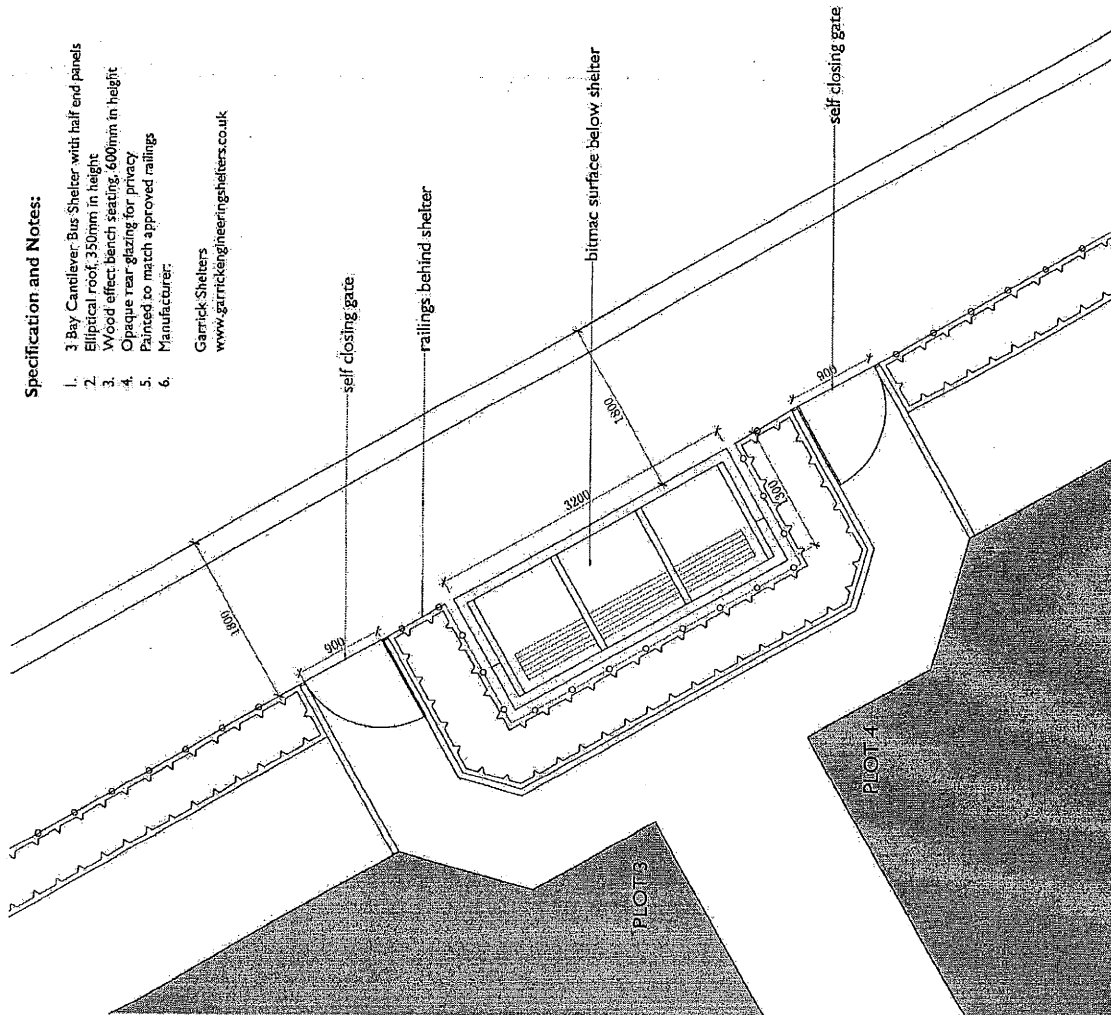 Specification and Notes:
1. 3 Bay Cantilever Bus Shelter with half end panels
2. Elliptical roof, 350mm in height
3. Wood effect bench seating, 600mm in height
4. Opaque rear glazing for privacy
5. Painted to match approved railings
6. Manufacturer:
Garrick Shelters
www.garrickengineeringshelters.co.uk
self closing gate
railings behind shelter
bitmac surface below shelter
self closing gate
1800
900
3200
1800
1300
900
PLOT 3
PLOT 4